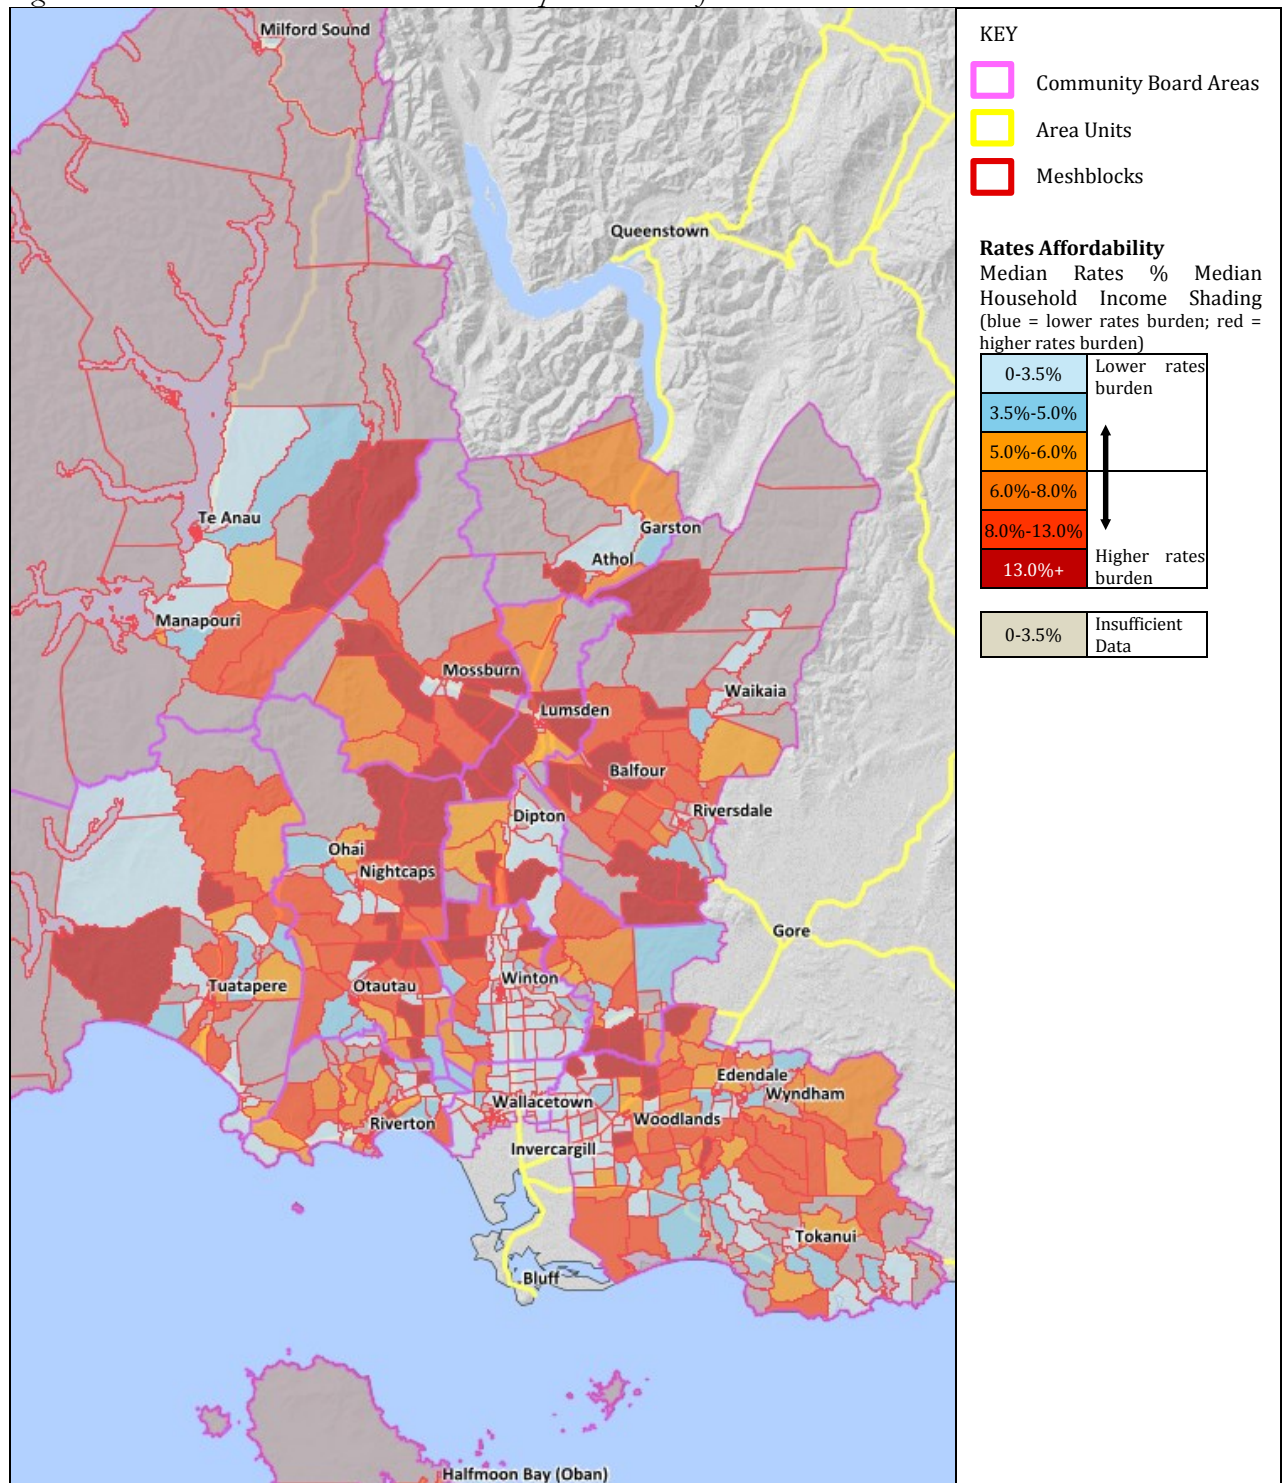 Milford Sound
Queenstown
Te Anau
Garston
Athol
Manapouri
Mossburn
Waikaia
Lumsden
Balfour
Riversdale
Dipton
Ohai
Nightcaps
Gore
Tuatapere
Otautau
Winton
Edendale
Wyndham
Wallacetown
Woodlands
Riverton
Invercargill
Tokanui
Bluff
Halfmoon Bay (Oban)
KEY
Community Board Areas
Area Units
Meshblocks
Rates Affordability
Median Rates % Median
Household Income Shading
(blue = lower rates burden; red =
higher rates burden)
0-3.5%
Lower rates
burden
3.5%-5.0%
5.0%-6.0%
6.0%-8.0%
8.0%-13.0%
13.0%+
Higher rates
burden
0-3.5%
Insufficient
Data